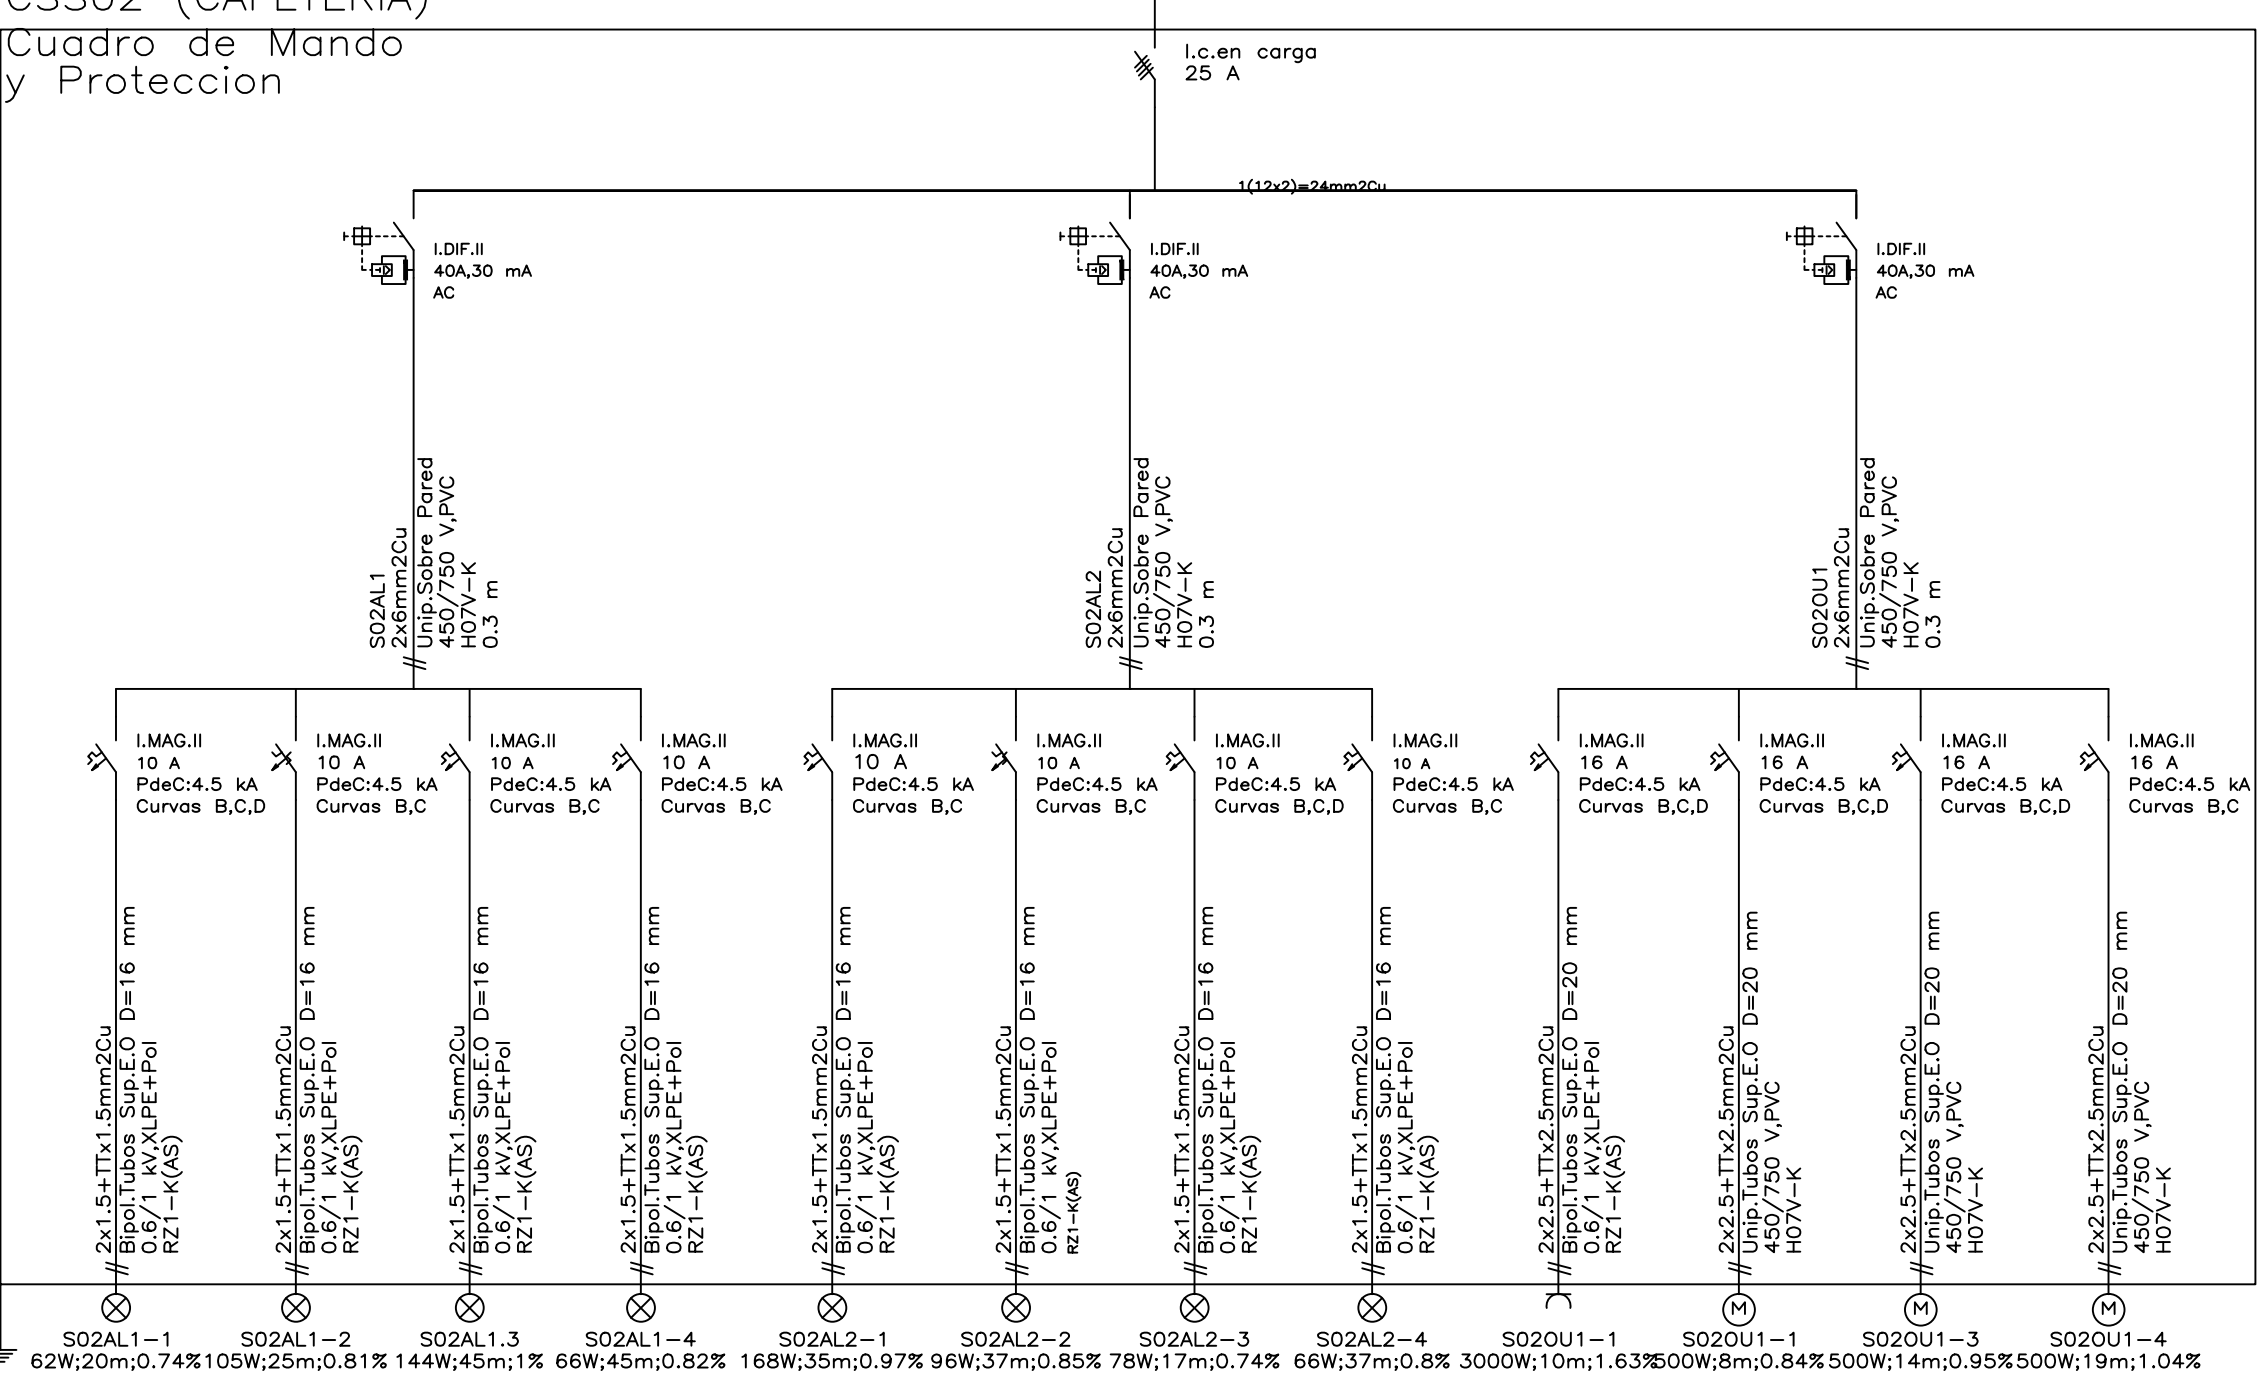 CSS02 (CAFETERIA)
Cuadro de Mando
y Proteccion
I.c.en carga
25 A
1(12x2)=24mm2Cu
I.DIF.II
40A,30 mA
AC
I.DIF.II
40A,30 mA
AC
I.DIF.II
40A,30 mA
AC
S02AL1
2x6mm2Cu
Unip.Sobre Pared
450/750 V,PVC
H07V-K
0.3 m
S02AL2
2x6mm2Cu
Unip.Sobre Pared
450/750 V,PVC
H07V-K
0.3 m
S02OU1
2x6mm2Cu
Unip.Sobre Pared
450/750 V,PVC
H07V-K
0.3 m
I.MAG.II
10 A
PdeC:4.5 kA
Curvas B,C,D
I.MAG.II
10 A
PdeC:4.5 kA
Curvas B,C
I.MAG.II
10 A
PdeC:4.5 kA
Curvas B,C
I.MAG.II
10 A
PdeC:4.5 kA
Curvas B,C
I.MAG.II
10 A
PdeC:4.5 kA
Curvas B,C
I.MAG.II
10 A
PdeC:4.5 kA
Curvas B,C
I.MAG.II
10 A
PdeC:4.5 kA
Curvas B,C,D
I.MAG.II
10 A
PdeC:4.5 kA
Curvas B,C
I.MAG.II
16 A
PdeC:4.5 kA
Curvas B,C,D
I.MAG.II
16 A
PdeC:4.5 kA
Curvas B,C,D
I.MAG.II
16 A
PdeC:4.5 kA
Curvas B,C,D
I.MAG.II
16 A
PdeC:4.5 kA
Curvas B,C
2x1.5+TTx1.5mm2Cu
Bipol.Tubos Sup.E.O D=16 mm
0.6/1 kV,XLPE+Pol
RZ1-K(AS)
2x1.5+TTx1.5mm2Cu
Bipol.Tubos Sup.E.O D=16 mm
0.6/1 kV,XLPE+Pol
RZ1-K(AS)
2x1.5+TTx1.5mm2Cu
Bipol.Tubos Sup.E.O D=16 mm
0.6/1 kV,XLPE+Pol
RZ1-K(AS)
2x1.5+TTx1.5mm2Cu
Bipol.Tubos Sup.E.O D=16 mm
0.6/1 kV,XLPE+Pol
RZ1-K(AS)
2x1.5+TTx1.5mm2Cu
Bipol.Tubos Sup.E.O D=16 mm
0.6/1 kV,XLPE+Pol
RZ1-K(AS)
2x1.5+TTx1.5mm2Cu
Bipol.Tubos Sup.E.O D=16 mm
0.6/1 kV,XLPE+Pol
RZ1-K(AS)
2x1.5+TTx1.5mm2Cu
Bipol.Tubos Sup.E.O D=16 mm
0.6/1 kV,XLPE+Pol
RZ1-K(AS)
2x1.5+TTx1.5mm2Cu
Bipol.Tubos Sup.E.O D=16 mm
0.6/1 kV,XLPE+Pol
RZ1-K(AS)
2x2.5+TTx2.5mm2Cu
Bipol.Tubos Sup.E.O D=20 mm
0.6/1 kV,XLPE+Pol
RZ1-K(AS)
2x2.5+TTx2.5mm2Cu
Unip.Tubos Sup.E.O D=20 mm
450/750 V,PVC
H07V-K
2x2.5+TTx2.5mm2Cu
Unip.Tubos Sup.E.O D=20 mm
450/750 V,PVC
H07V-K
2x2.5+TTx2.5mm2Cu
Unip.Tubos Sup.E.O D=20 mm
450/750 V,PVC
H07V-K
M
M
M
S02AL1-1
62W;20m;0.74%
S02AL1-2
105W;25m;0.81%
S02AL1.3
144W;45m;1%
S02AL1-4
66W;45m;0.82%
S02AL2-1
168W;35m;0.97%
S02AL2-2
96W;37m;0.85%
S02AL2-3
78W;17m;0.74%
S02AL2-4
66W;37m;0.8%
S02OU1-1
3000W;10m;1.63%
S02OU1-1
500W;8m;0.84%
S02OU1-3
500W;14m;0.95%
S02OU1-4
500W;19m;1.04%